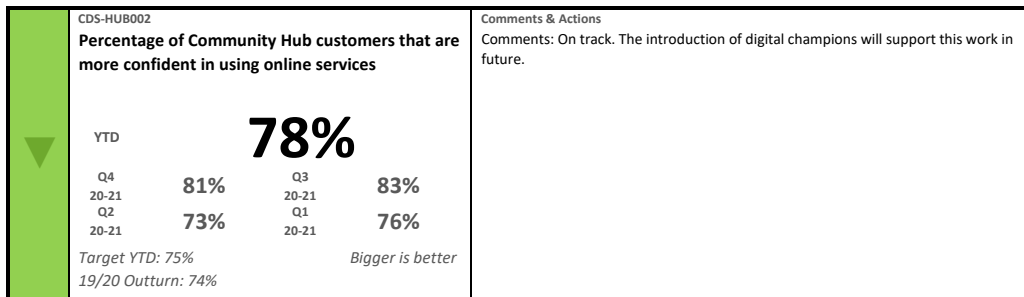 CDS-HUB002
Percentage of Community Hub customers that are
more confident in using online services
YTD
78%
Q4
20-21
81%
Q3
20-21
83%
Q2
20-21
73%
Q1
20-21
76%
Target YTD: 75%
Bigger is better
19/20 Outturn: 74%
Comments & Actions
Comments: On track. The introduction of digital champions will support this work in
future.